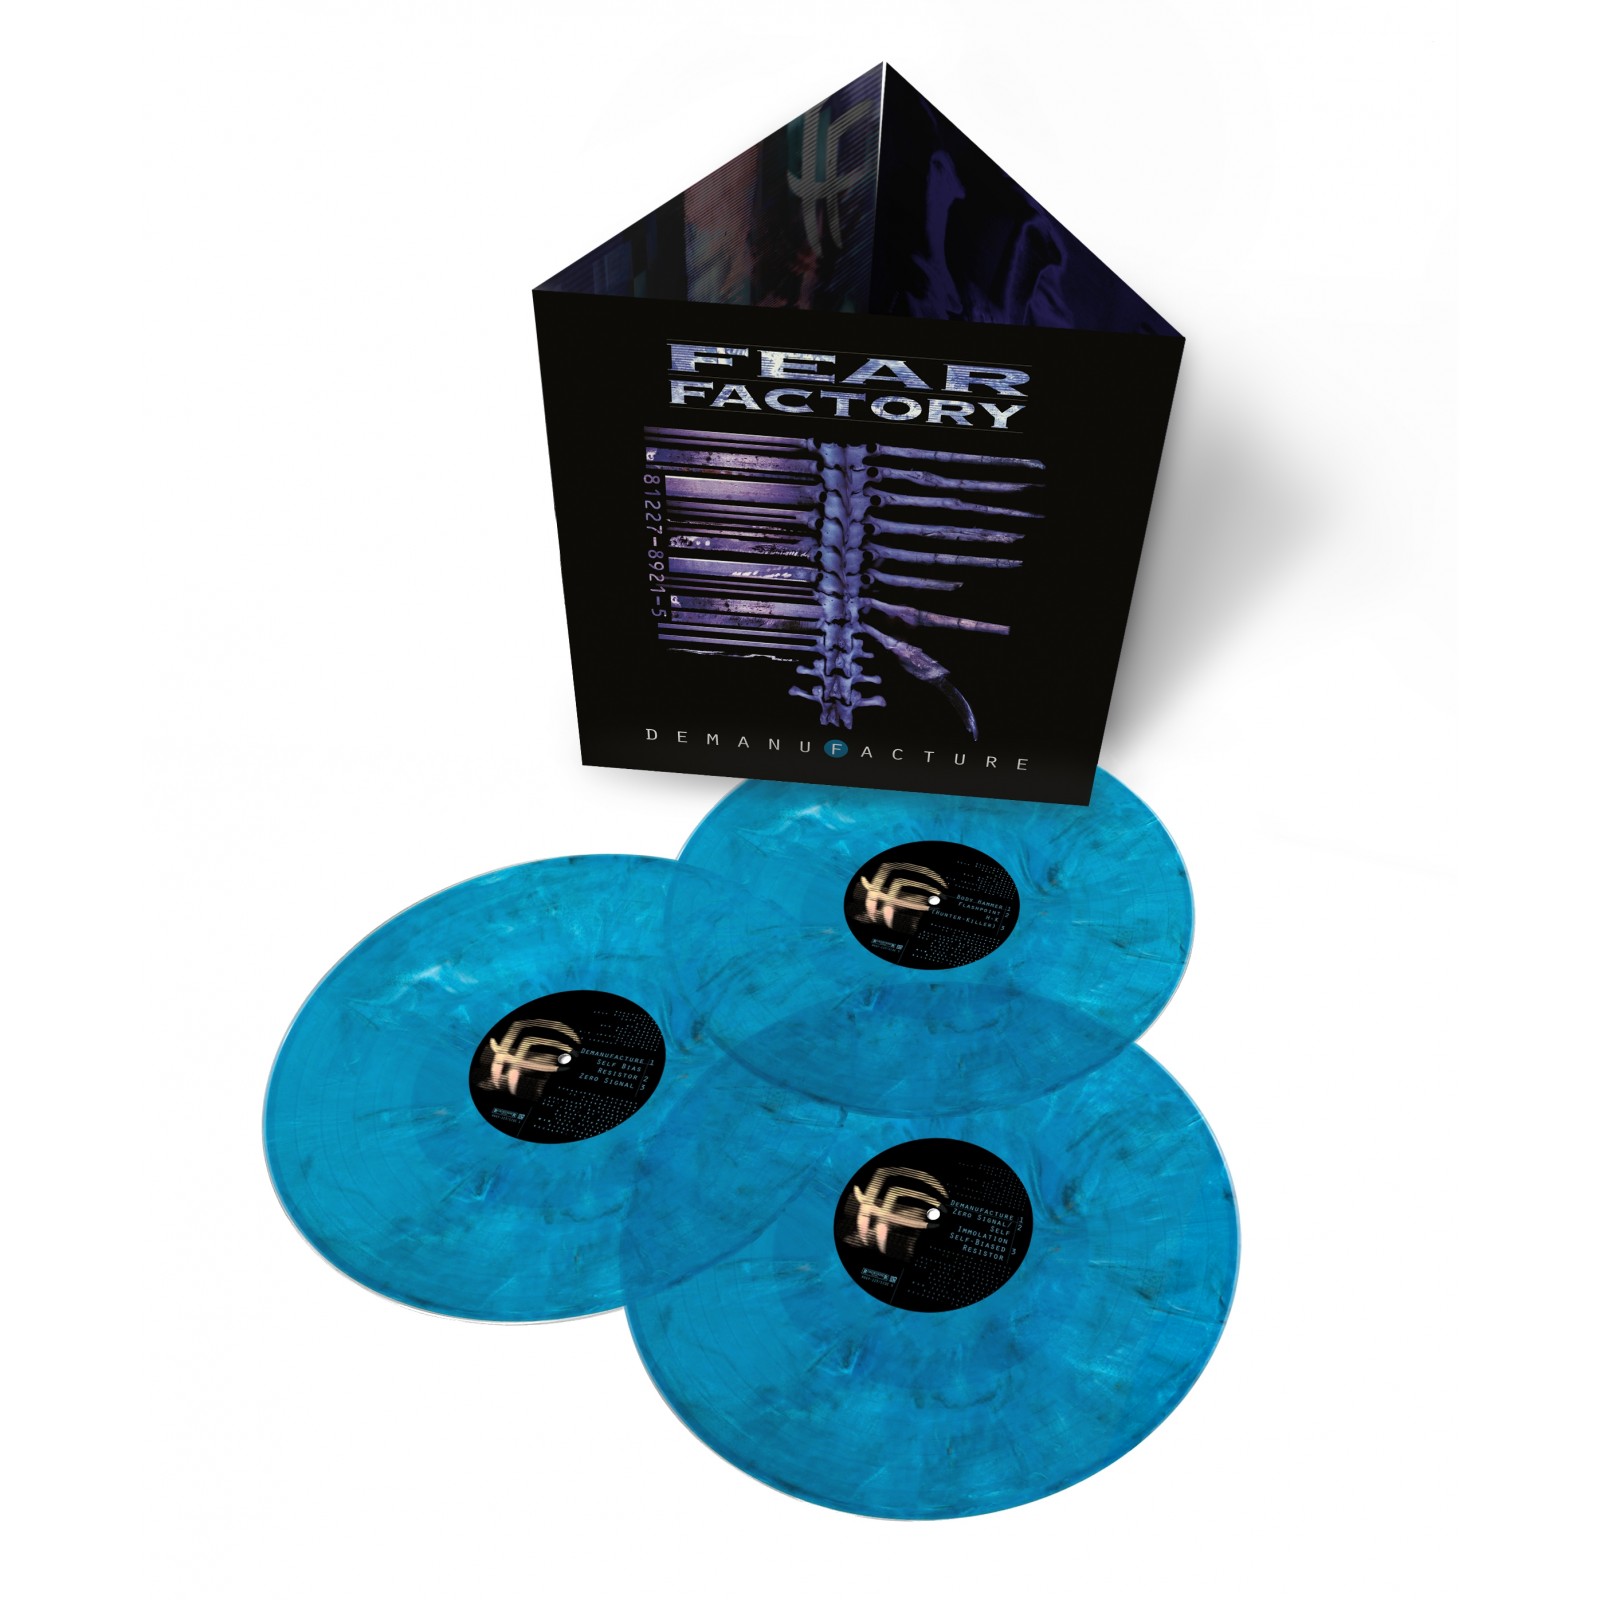 FEAR
FACTORY
81227-8921-5
DEMANUFACTURE
BODY HAMMER 1
FLASHPOINT 2
H-K
(HUNTER-KILLER) 3
DEMANUFACTURE 1
SELF BIAS
RESISTOR 2
ZERO SIGNAL 3
DEMANUFACTURE 1
ZERO SIGNAL/ 2
SELF
IMMOLATION
SELF-BIASED 3
RESISTOR